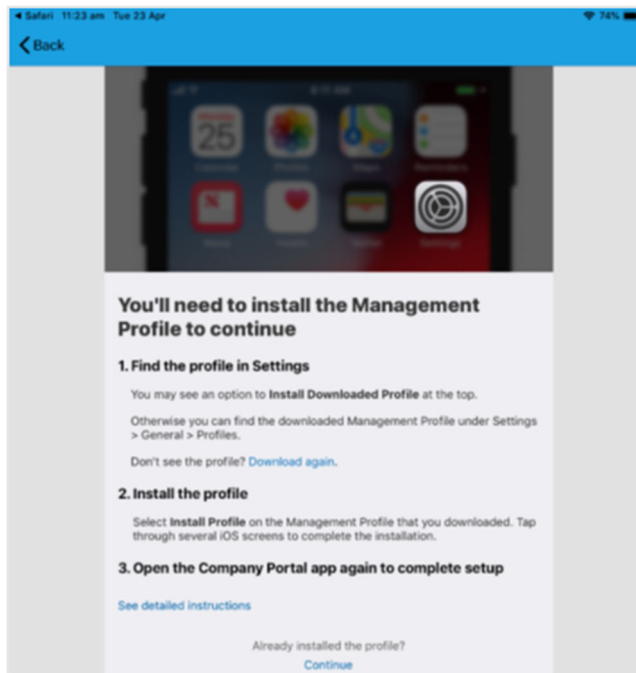 Safari 11:23 am Tue 23 Apr 74%
Back
25
Settings
You'll need to install the Management
Profile to continue
1. Find the profile in Settings
You may see an option to Install Downloaded Profile at the top.
Otherwise you can find the downloaded Management Profile under Settings
> General > Profiles.
Don't see the profile? Download again.
2. Install the profile
Select Install Profile on the Management Profile that you downloaded. Tap
through several iOS screens to complete the installation.
3. Open the Company Portal app again to complete setup
See detailed instructions
Already installed the profile?
Continue